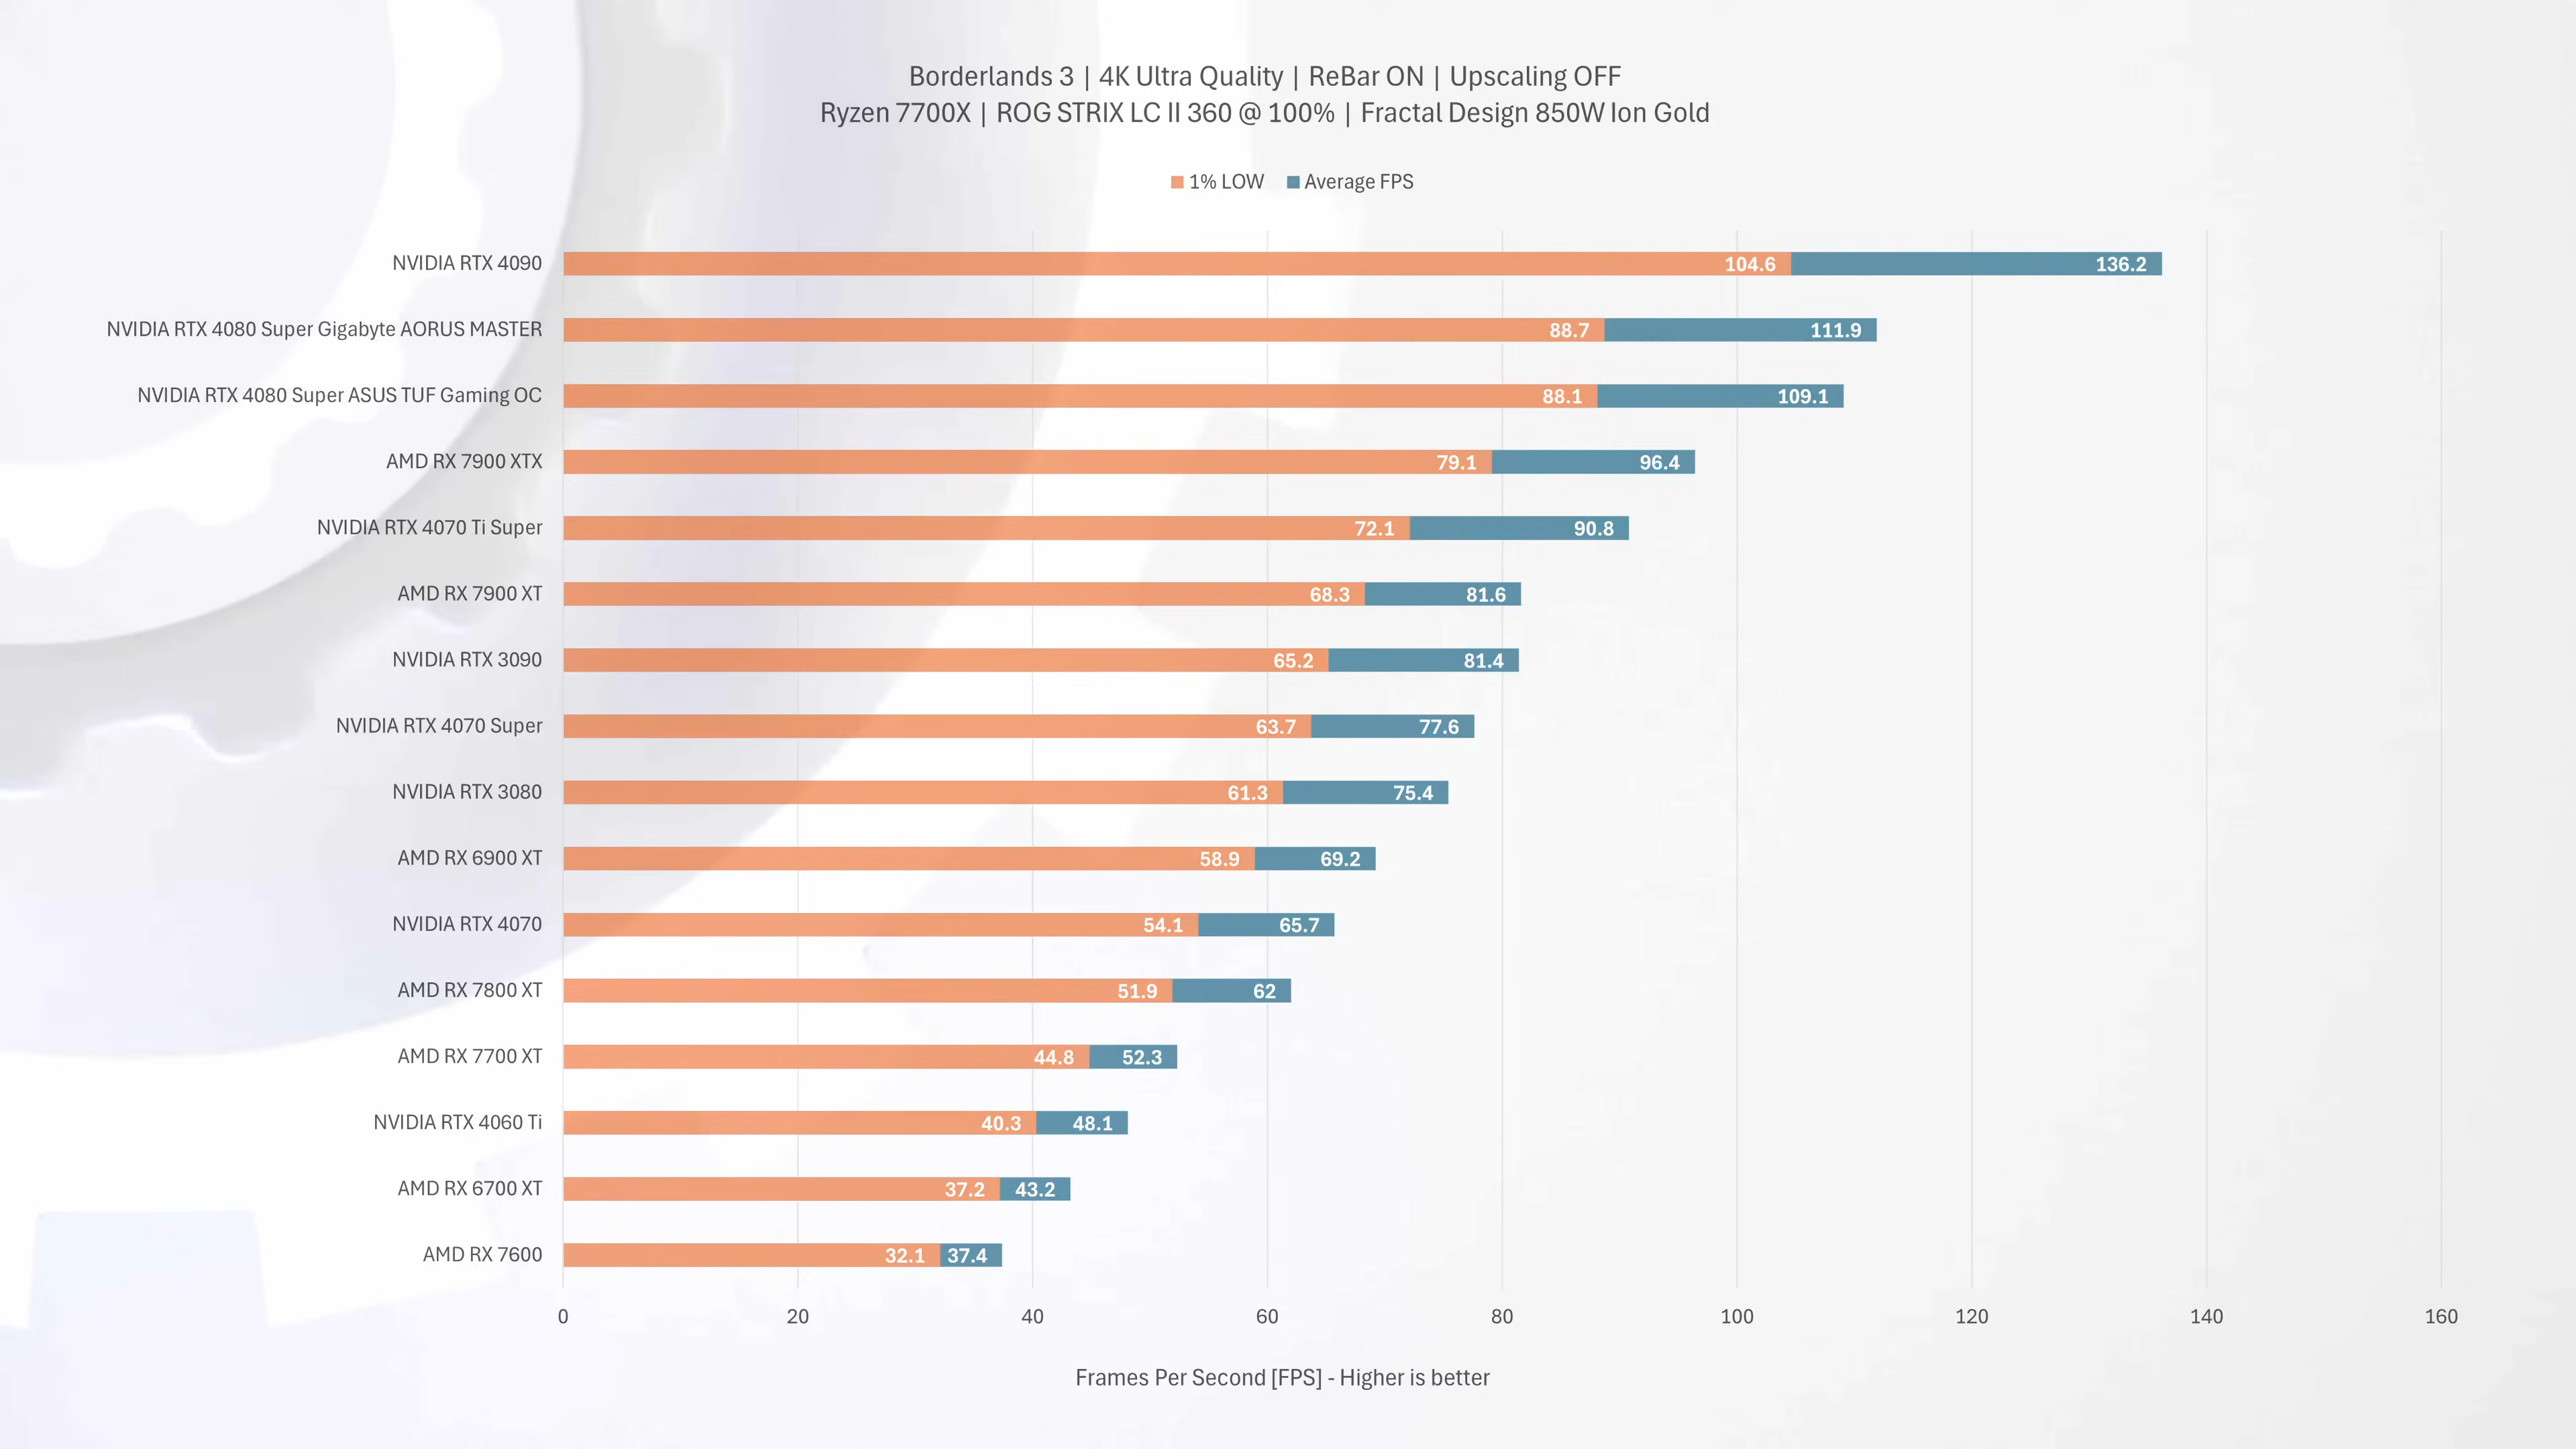 Borderlands 3 | 4K Ultra Quality | ReBar ON | Upscaling OFF
Ryzen 7700X | ROG STRIX LC II 360 @ 100% | Fractal Design 850W Ion Gold
1% LOW Average FPS
NVIDIA RTX 4090 104.6 136.2
NVIDIA RTX 4080 Super Gigabyte AORUS MASTER 88.7 111.9
NVIDIA RTX 4080 Super ASUS TUF Gaming OC 88.1 109.1
AMD RX 7900 XTX 79.1 96.4
NVIDIA RTX 4070 Ti Super 72.1 90.8
AMD RX 7900 XT 68.3 81.6
NVIDIA RTX 3090 65.2 81.4
NVIDIA RTX 4070 Super 63.7 77.6
NVIDIA RTX 3080 61.3 75.4
AMD RX 6900 XT 58.9 69.2
NVIDIA RTX 4070 54.1 65.7
AMD RX 7800 XT 51.9 62
AMD RX 7700 XT 44.8 52.3
NVIDIA RTX 4060 Ti 40.3 48.1
AMD RX 6700 XT 37.2 43.2
AMD RX 7600 32.1 37.4
0 20 40 60 80 100 120 140 160
Frames Per Second [FPS] - Higher is better